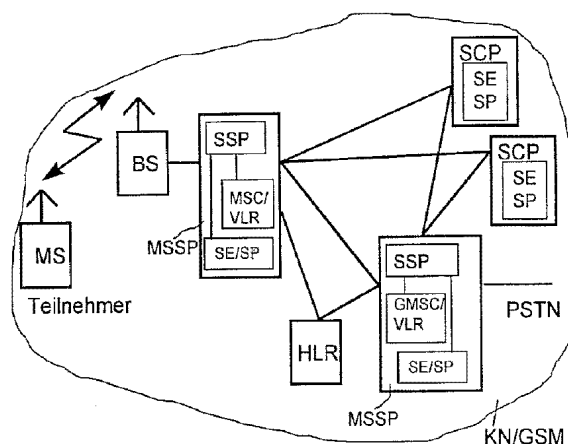 SCP
SE
SP
SCP
SE
SP
BS
SSP
MSC/
VLR
SE/SP
MSSP
MS
Teilnehmer
HLR
SSP
GMSC/
VLR
SE/SP
MSSP
PSTN
KN/GSM